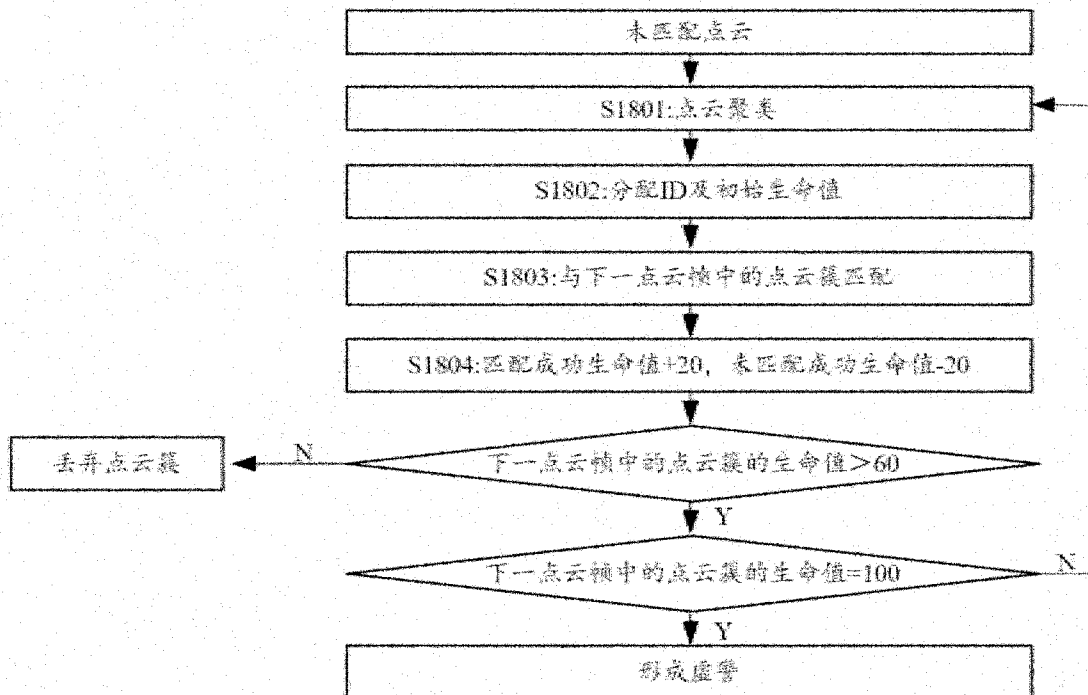 未匹配点云
S1801:点云聚类
S1802:分配ID及初始生命值
S1803:与下一点云帧中的点云簇匹配
S1804:匹配成功生命值+20，未匹配成功生命值-20
丢弃点云簇
N
下一点云帧中的点云簇的生命值＞60
Y
下一点云帧中的点云簇的生命值=100
N
Y
形成虚警